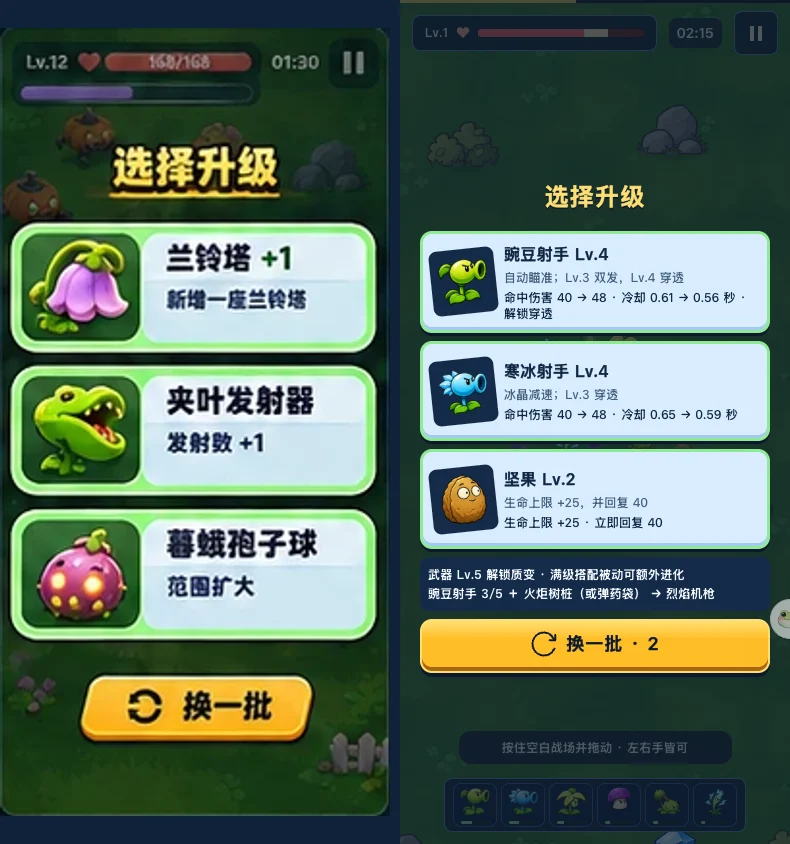 Lv.12
168/168
01:30
选择升级
兰铃塔 +1
新增一座兰铃塔
夹叶发射器
发射数 +1
暮蛾孢子球
范围扩大
换一批
Lv.1
02:15
选择升级
豌豆射手 Lv.4
自动瞄准；Lv.3 双发，Lv.4 穿透
命中伤害 40 → 48 · 冷却 0.61 → 0.56 秒 ·
解锁穿透
寒冰射手 Lv.4
冰晶减速；Lv.3 穿透
命中伤害 40 → 48 · 冷却 0.65 → 0.59 秒
坚果 Lv.2
生命上限 +25，并回复 40
生命上限 +25 · 立即回复 40
武器 Lv.5 解锁质变 · 满级搭配被动可额外进化
豌豆射手 3/5 + 火炬树桩（或弹药袋） → 烈焰机枪
换一批 · 2
按住空白战场并拖动 · 左右手皆可